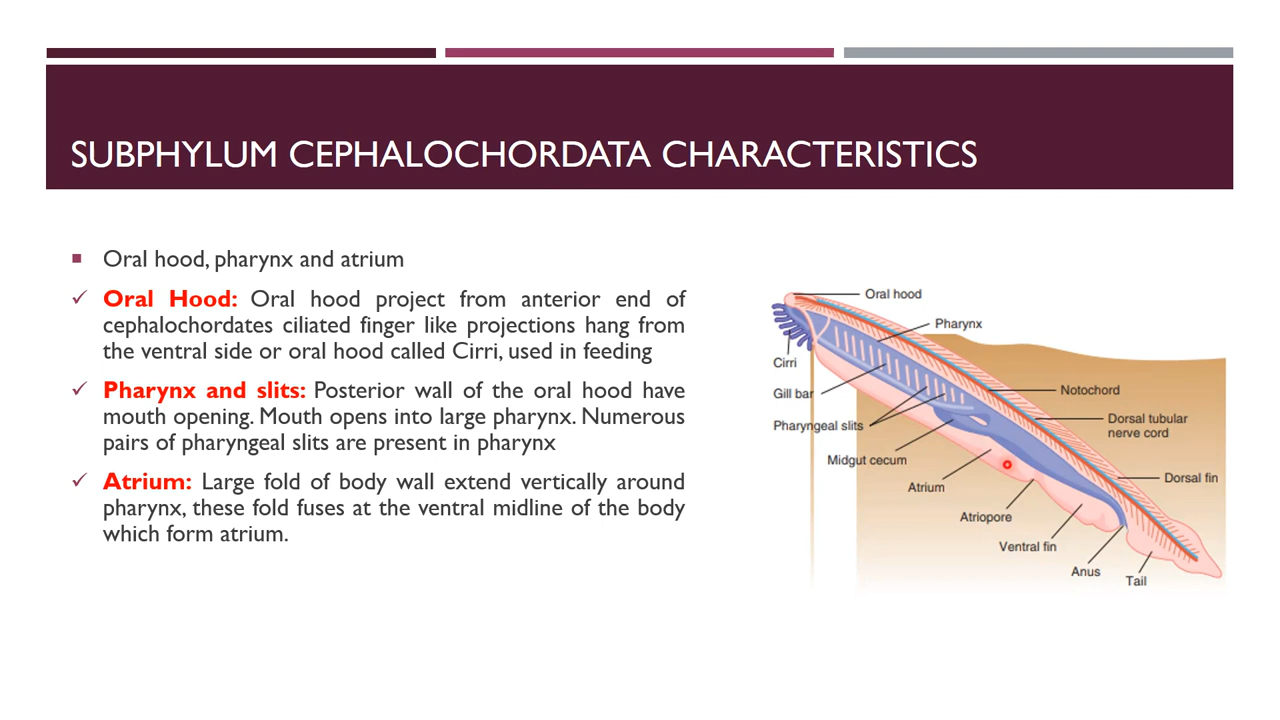 SUBPHYLUM CEPHALOCHORDATA CHARACTERISTICS
Oral hood, pharynx and atrium
Oral Hood: Oral hood project from anterior end of
cephalochordates ciliated finger like projections hang from
the ventral side or oral hood called Cirri, used in feeding
Pharynx and slits: Posterior wall of the oral hood have
mouth opening. Mouth opens into large pharynx. Numerous
pairs of pharyngeal slits are present in pharynx
Atrium: Large fold of body wall extend vertically around
pharynx, these fold fuses at the ventral midline of the body
which form atrium.
Oral hood
Pharynx
Cirri
Gill bar
Notochord
Pharyngeal slits
Dorsal tubular
nerve cord
Midgut cecum
Dorsal fin
Atrium
Atriopore
Ventral fin
Anus
Tail